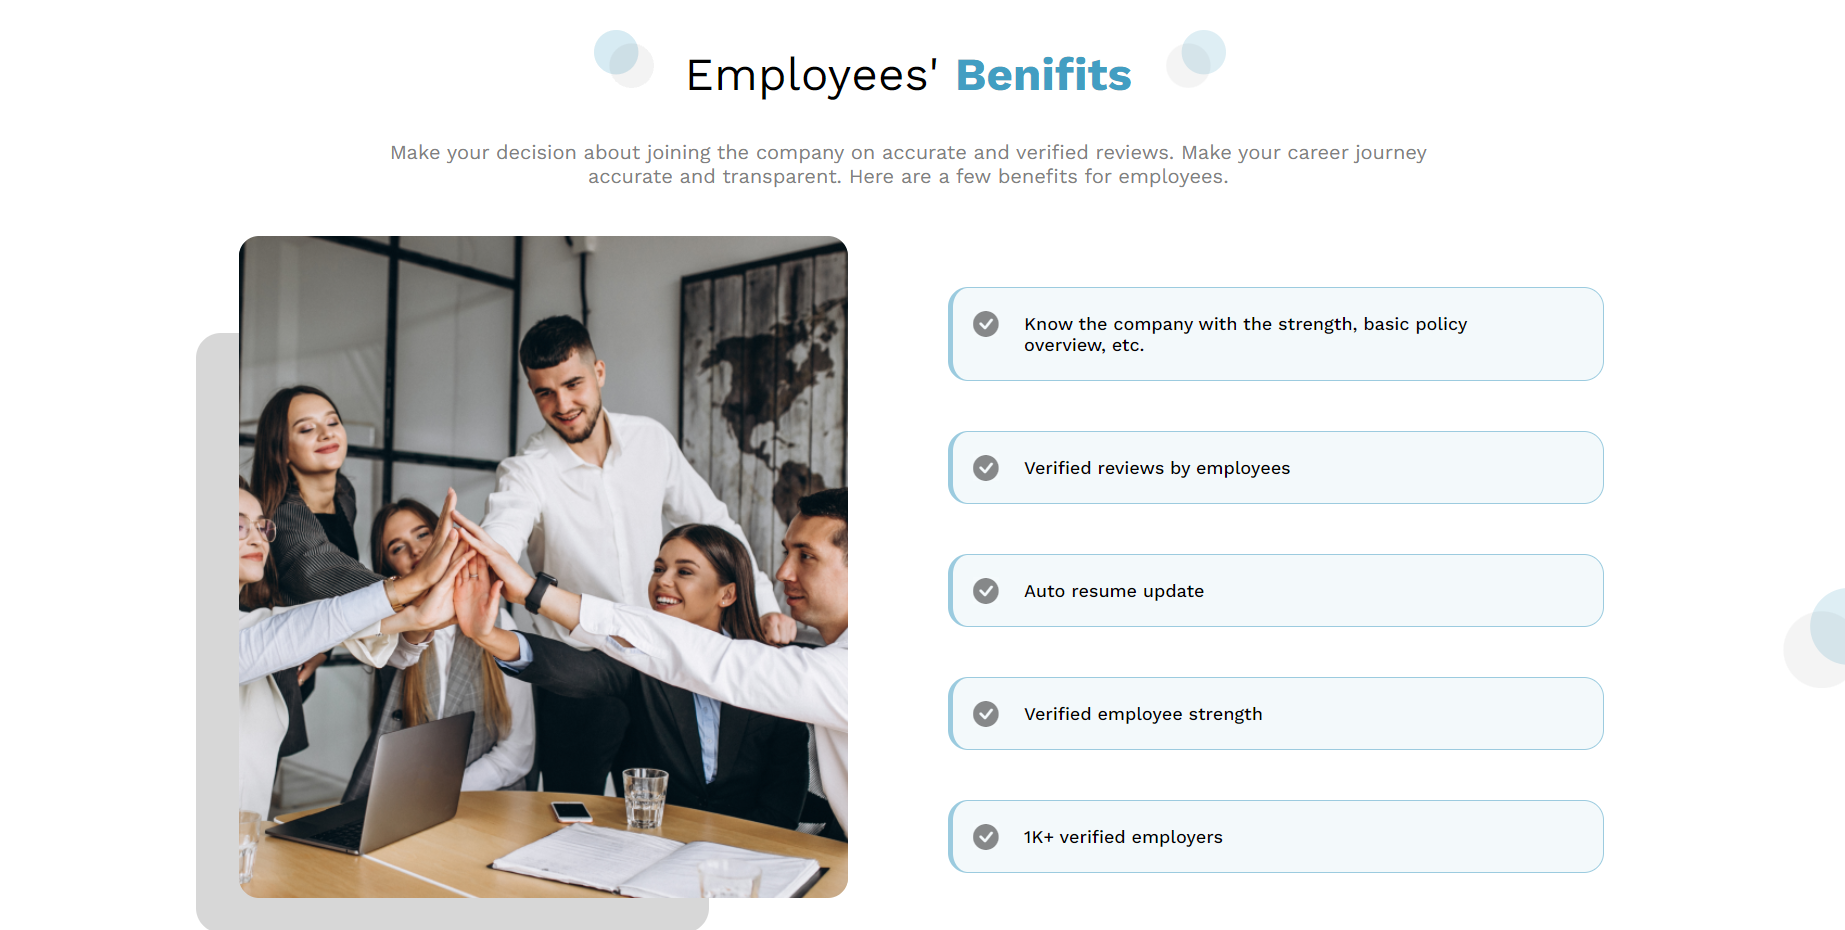 Employees' Benifits
Make your decision about joining the company on accurate and verified reviews. Make your career journey
accurate and transparent. Here are a few benefits for employees.
Know the company with the strength, basic policy
overview, etc.
Verified reviews by employees
Auto resume update
Verified employee strength
1K+ verified employers